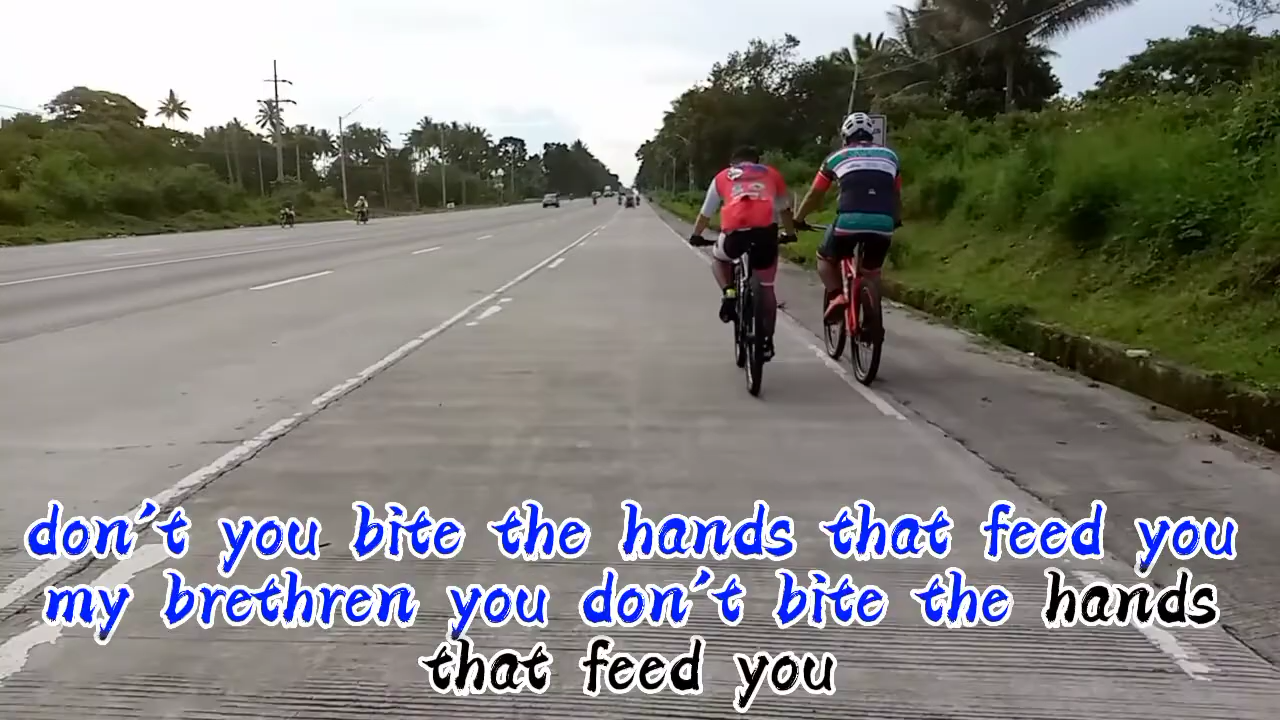 don't you bite the hands that feed you
my brethren you don't bite the hands
that feed you